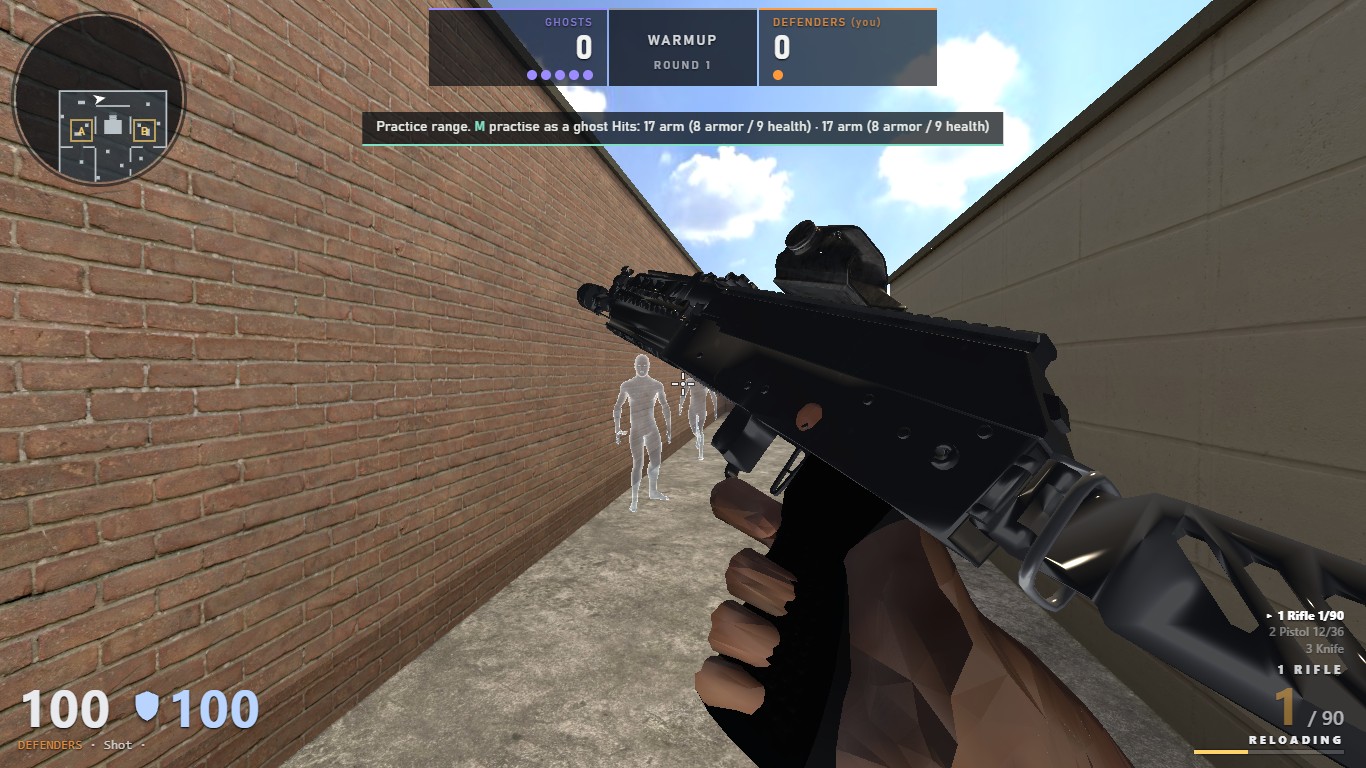 GHOSTS
0
WARMUP
ROUND 1
DEFENDERS (you)
0
A
B
Practice range. M practise as a ghost Hits: 17 arm (8 armor / 9 health) · 17 arm (8 armor / 9 health)
▸ 1 Rifle 1/90
2 Pistol 12/36
3 Knife
1 RIFLE
1 / 90
RELOADING
100 100
DEFENDERS · Shot ·